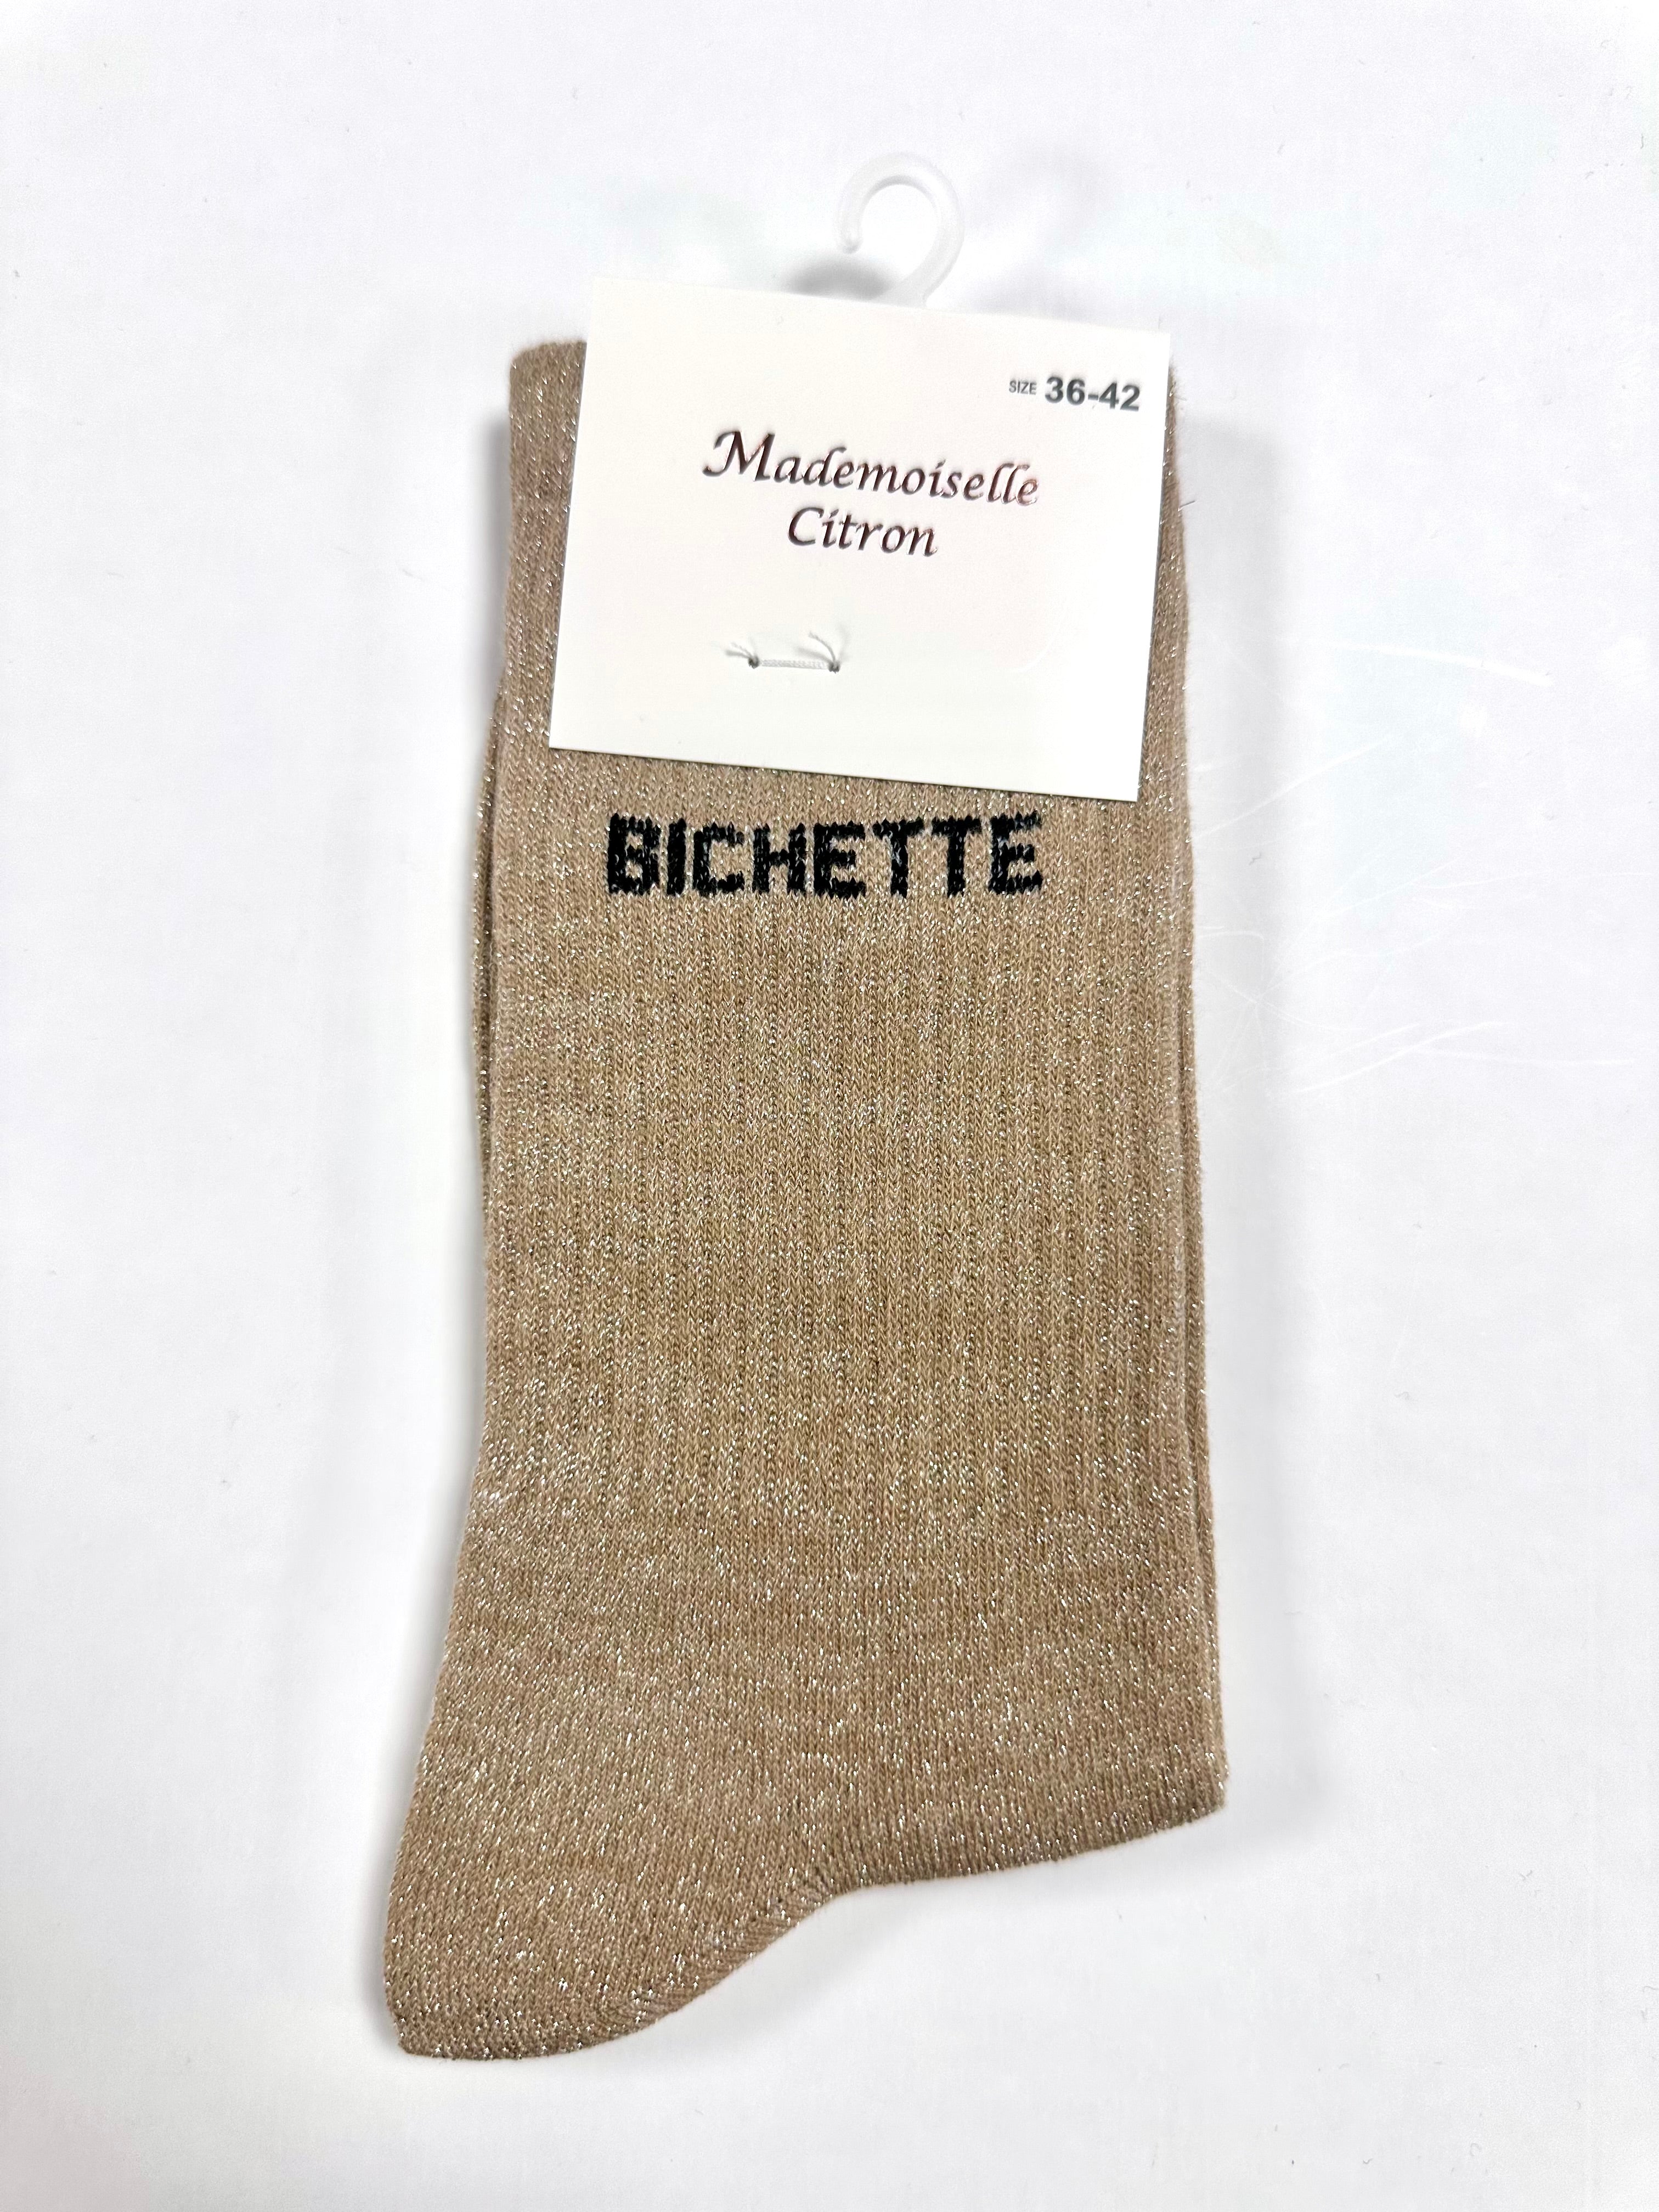 SIZE 36-42
Mademoiselle
Citron
BICHETTE